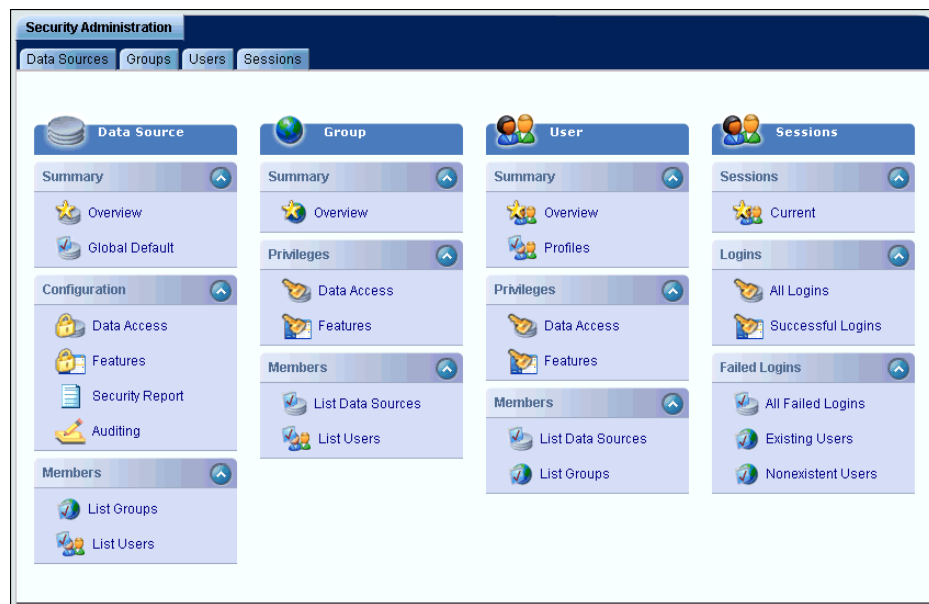 Security Administration
Data Sources
Groups
Users
Sessions
Data Source
Summary
Overview
Global Default
Configuration
Data Access
Features
Security Report
Auditing
Members
List Groups
List Users
Group
Summary
Overview
Privileges
Data Access
Features
Members
List Data Sources
List Users
User
Summary
Overview
Profiles
Privileges
Data Access
Features
Members
List Data Sources
List Groups
Sessions
Sessions
Current
Logins
All Logins
Successful Logins
Failed Logins
All Failed Logins
Existing Users
Nonexistent Users